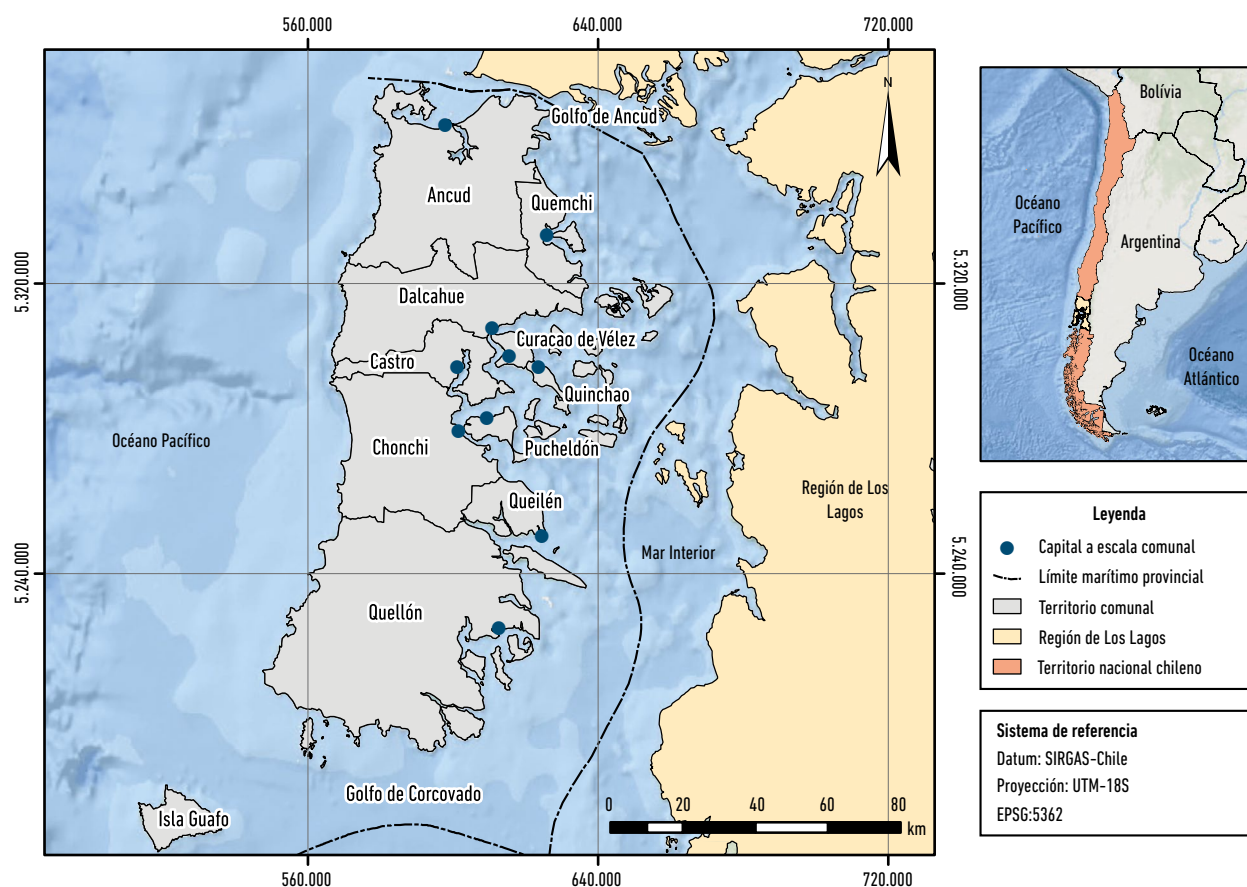 560.000
640.000
720.000
Golfo de Ancud
N
Ancud
Quemchi
5.320.000
5.320.000
Dalcahue
Curacao de Vélez
Castro
Quinchao
Océano Pacífico
Chonchi
Pucheldón
Queilén
Región de Los
Lagos
Mar Interior
5.240.000
5.240.000
Quellón
Golfo de Corcovado
Isla Guafo
0
20
40
60
80
km
560.000
640.000
720.000
Bolívia
Océano
Pacífico
Argentina
Océano
Atlántico
Leyenda
Capital a escala comunal
Límite marítimo provincial
Territorio comunal
Región de Los Lagos
Territorio nacional chileno
Sistema de referencia
Datum: SIRGAS-Chile
Proyección: UTM-18S
EPSG:5362